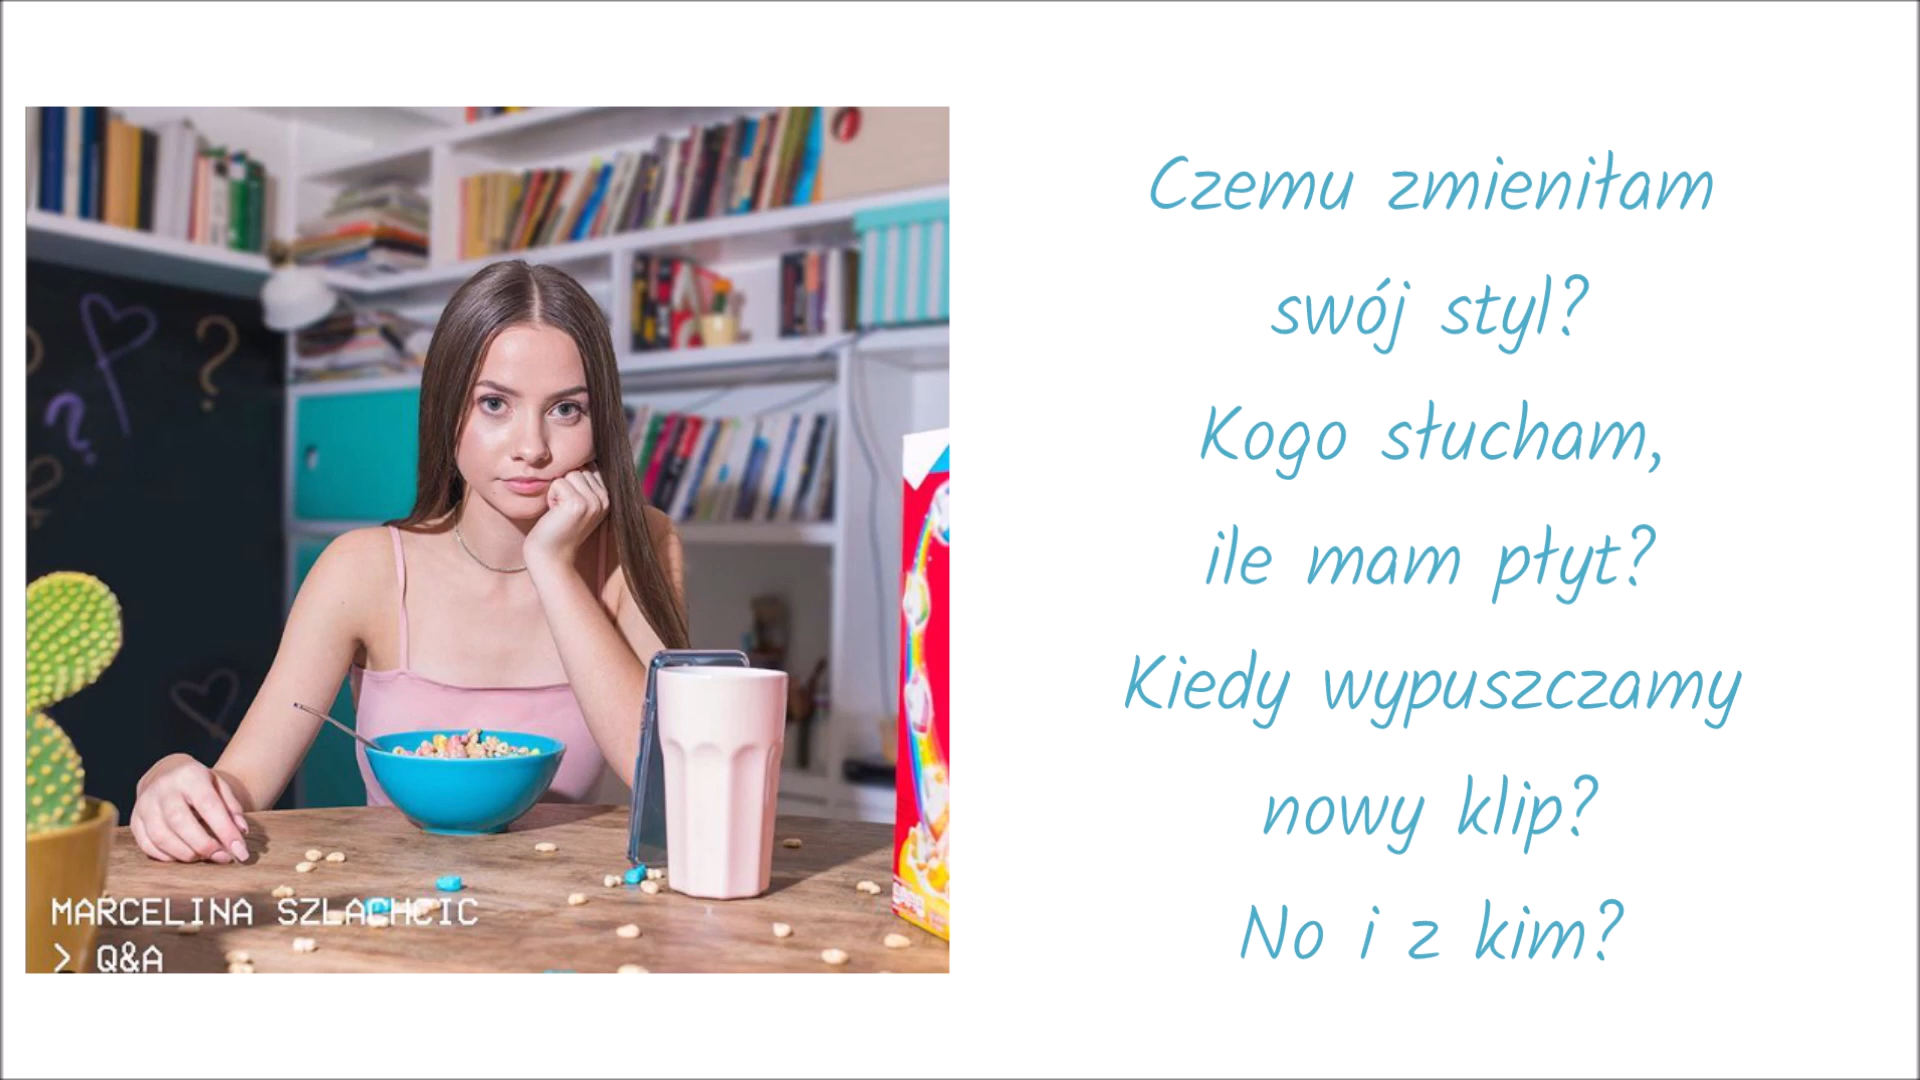 Czemu zmieniłam
swój styl?
Kogo słucham,
ile mam płyt?
Kiedy wypuszczamy
nowy klip?
No i z kim?
MARCELINA SZLACHCIC
> Q&A